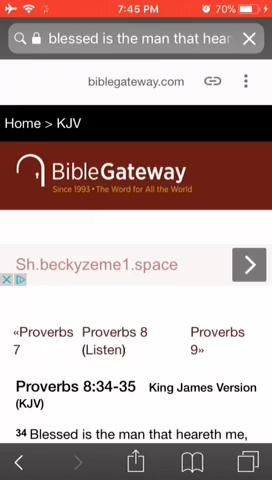 7:45 PM 70%
blessed is the man that hear
biblegateway.com
Home > KJV
BibleGateway
Since 1993 • The Word for All the World
Sh.beckyzeme1.space
«Proverbs 7
Proverbs 8 (Listen)
Proverbs 9»
Proverbs 8:34-35 King James Version
(KJV)
34 Blessed is the man that heareth me,